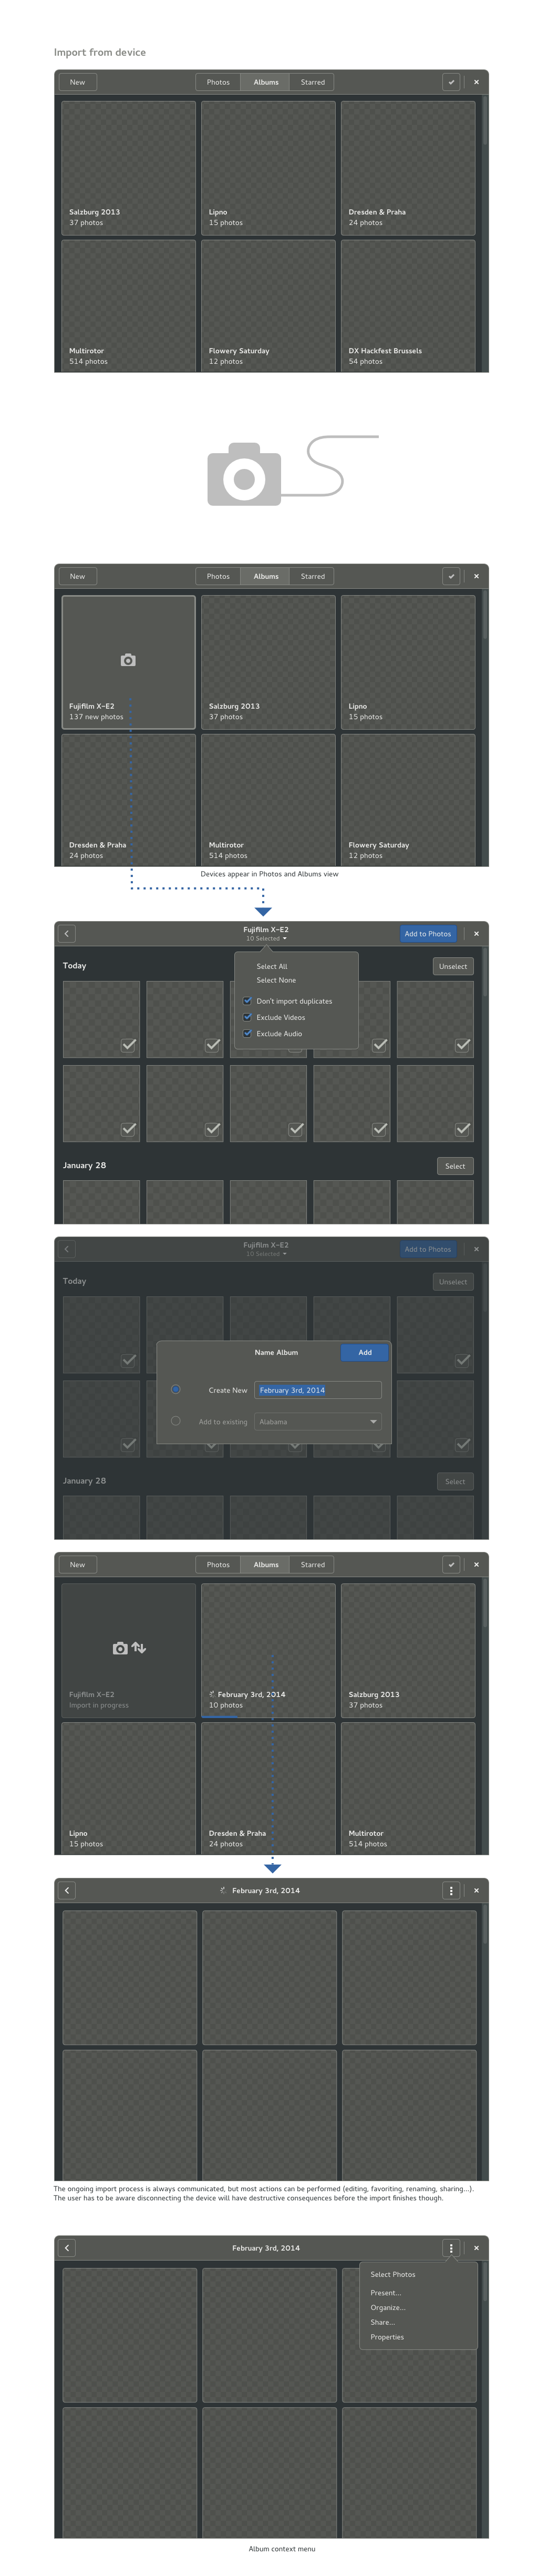 Import from device
New
Photos
Albums
Starred
Salzburg 2013
37 photos
Lipno
15 photos
Dresden & Praha
24 photos
Multirotor
514 photos
Flowery Saturday
12 photos
DX Hackfest Brussels
54 photos
New
Photos
Albums
Starred
Fujifilm X-E2
137 new photos
Salzburg 2013
37 photos
Lipno
15 photos
Dresden & Praha
24 photos
Multirotor
514 photos
Flowery Saturday
12 photos
Devices appear in Photos and Albums view
Fujifilm X-E2
10 Selected
Add to Photos
Today
Unselect
Select All
Select None
Don't import duplicates
Exclude Videos
Exclude Audio
January 28
Select
Fujifilm X-E2
10 Selected
Add to Photos
Today
Unselect
Name Album
Add
Create New
February 3rd, 2014
Add to existing
Alabama
January 28
Select
New
Photos
Albums
Starred
Fujifilm X-E2
Import in progress
February 3rd, 2014
10 photos
Salzburg 2013
37 photos
Lipno
15 photos
Dresden & Praha
24 photos
Multirotor
514 photos
February 3rd, 2014
The ongoing import process is always communicated, but most actions can be performed (editing, favoriting, renaming, sharing...).
The user has to be aware disconnecting the device will have destructive consequences before the import finishes though.
February 3rd, 2014
Select Photos
Present...
Organize...
Share...
Properties
Album context menu